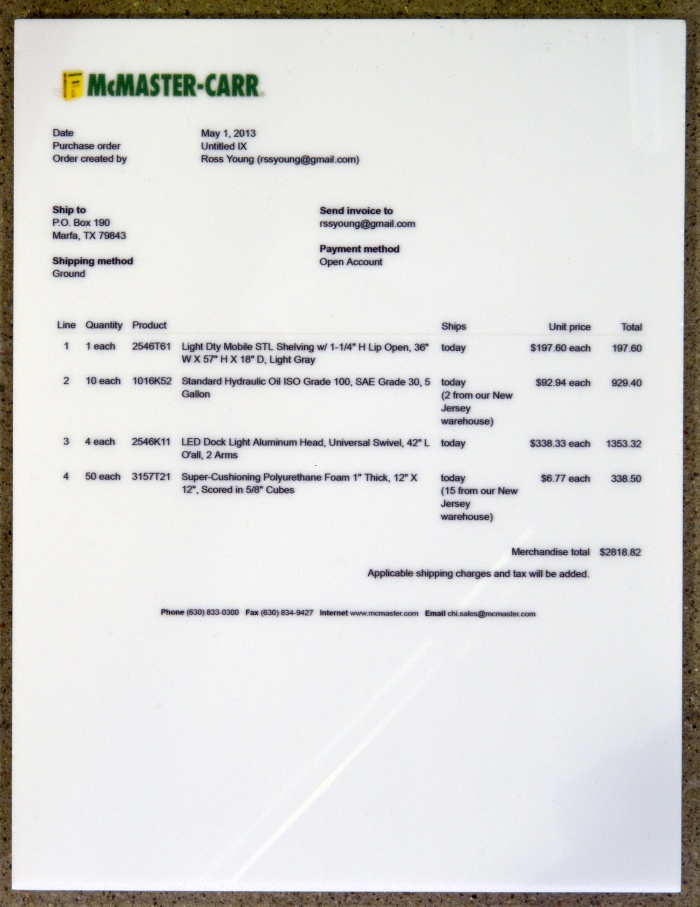 McMASTER-CARR.
Date May 1, 2013
Purchase order Untitled IX
Order created by Ross Young (rssyoung@gmail.com)
Ship to
P.O. Box 190
Marfa, TX 79843
Shipping method
Ground
Send invoice to
rssyoung@gmail.com
Payment method
Open Account
Line Quantity Product Ships Unit price Total
1 1 each 2546T61 Light Dty Mobile STL Shelving w/ 1-1/4" H Lip Open, 36" today $197.60 each 197.60
W X 57" H X 18" D, Light Gray
2 10 each 1016K52 Standard Hydraulic Oil ISO Grade 100, SAE Grade 30, 5 today $92.94 each 929.40
Gallon (2 from our New
Jersey
warehouse)
3 4 each 2546K11 LED Dock Light Aluminum Head, Universal Swivel, 42" L today $338.33 each 1353.32
O'all, 2 Arms
4 50 each 3157T21 Super-Cushioning Polyurethane Foam 1" Thick, 12" X today $6.77 each 338.50
12", Scored in 5/8" Cubes (15 from our New
Jersey
warehouse)
Merchandise total $2818.82
Applicable shipping charges and tax will be added.
Phone (630) 833-0300 Fax (630) 834-9427 Internet www.mcmaster.com Email chi.sales@mcmaster.com